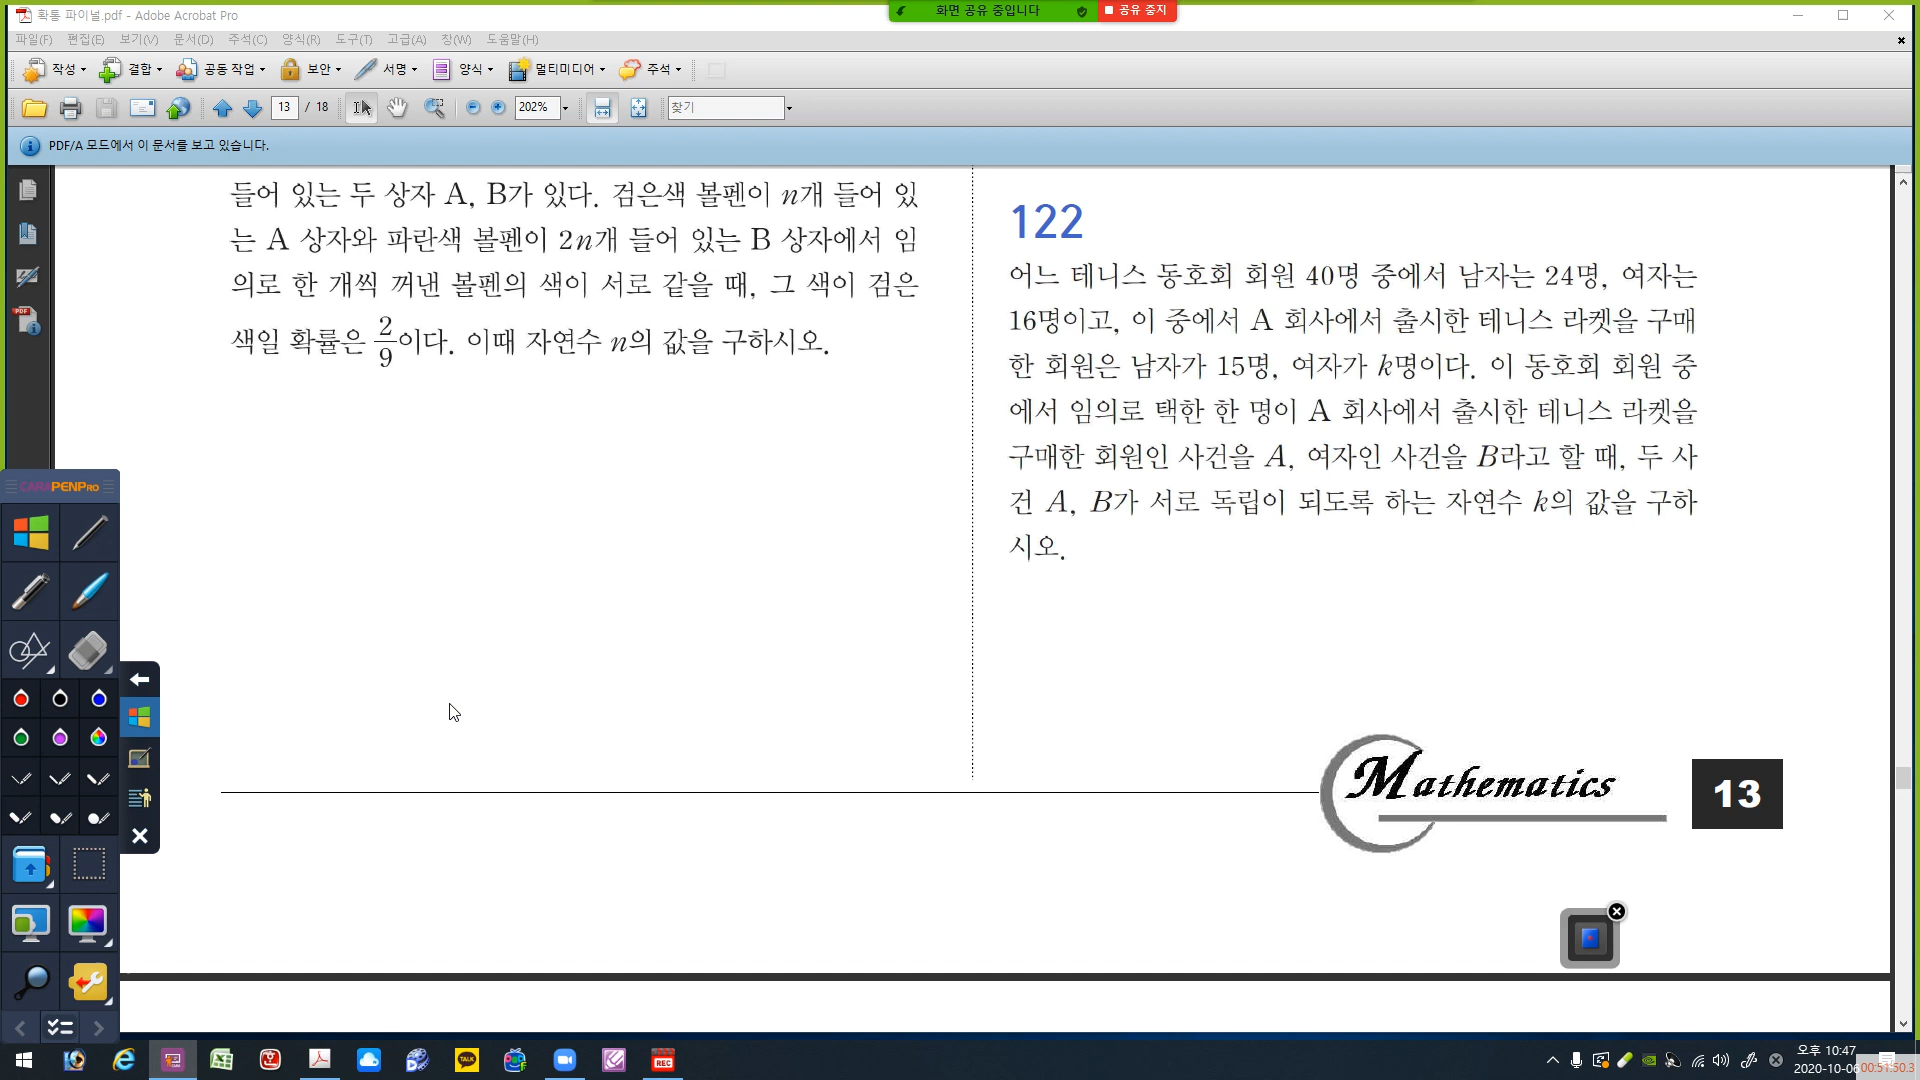 확통 파이널.pdf - Adobe Acrobat Pro
화면 공유 중입니다
공유 중지
파일(F) 편집(E) 보기(V) 문서(D) 주석(C) 양식(R) 도구(T) 고급(A) 창(W) 도움말(H)
작성 결합 공동 작업 보안 서명 양식 멀티미디어 주석
13 / 18 202% 찾기
PDF/A 모드에서 이 문서를 보고 있습니다.
들어 있는 두 상자 A, B가 있다. 검은색 볼펜이 n개 들어 있
는 A 상자와 파란색 볼펜이 2n개 들어 있는 B 상자에서 임
의로 한 개씩 꺼낸 볼펜의 색이 서로 같을 때, 그 색이 검은
색일 확률은 2/9이다. 이때 자연수 n의 값을 구하시오.
122
어느 테니스 동호회 회원 40명 중에서 남자는 24명, 여자는
16명이고, 이 중에서 A 회사에서 출시한 테니스 라켓을 구매
한 회원은 남자가 15명, 여자가 k명이다. 이 동호회 회원 중
에서 임의로 택한 한 명이 A 회사에서 출시한 테니스 라켓을
구매한 회원인 사건을 A, 여자인 사건을 B라고 할 때, 두 사
건 A, B가 서로 독립이 되도록 하는 자연수 k의 값을 구하
시오.
Mathematics
13
CARAPENPRO
PDF
TALK
REC
오후 10:47
2020-10-06
00:51:50.3